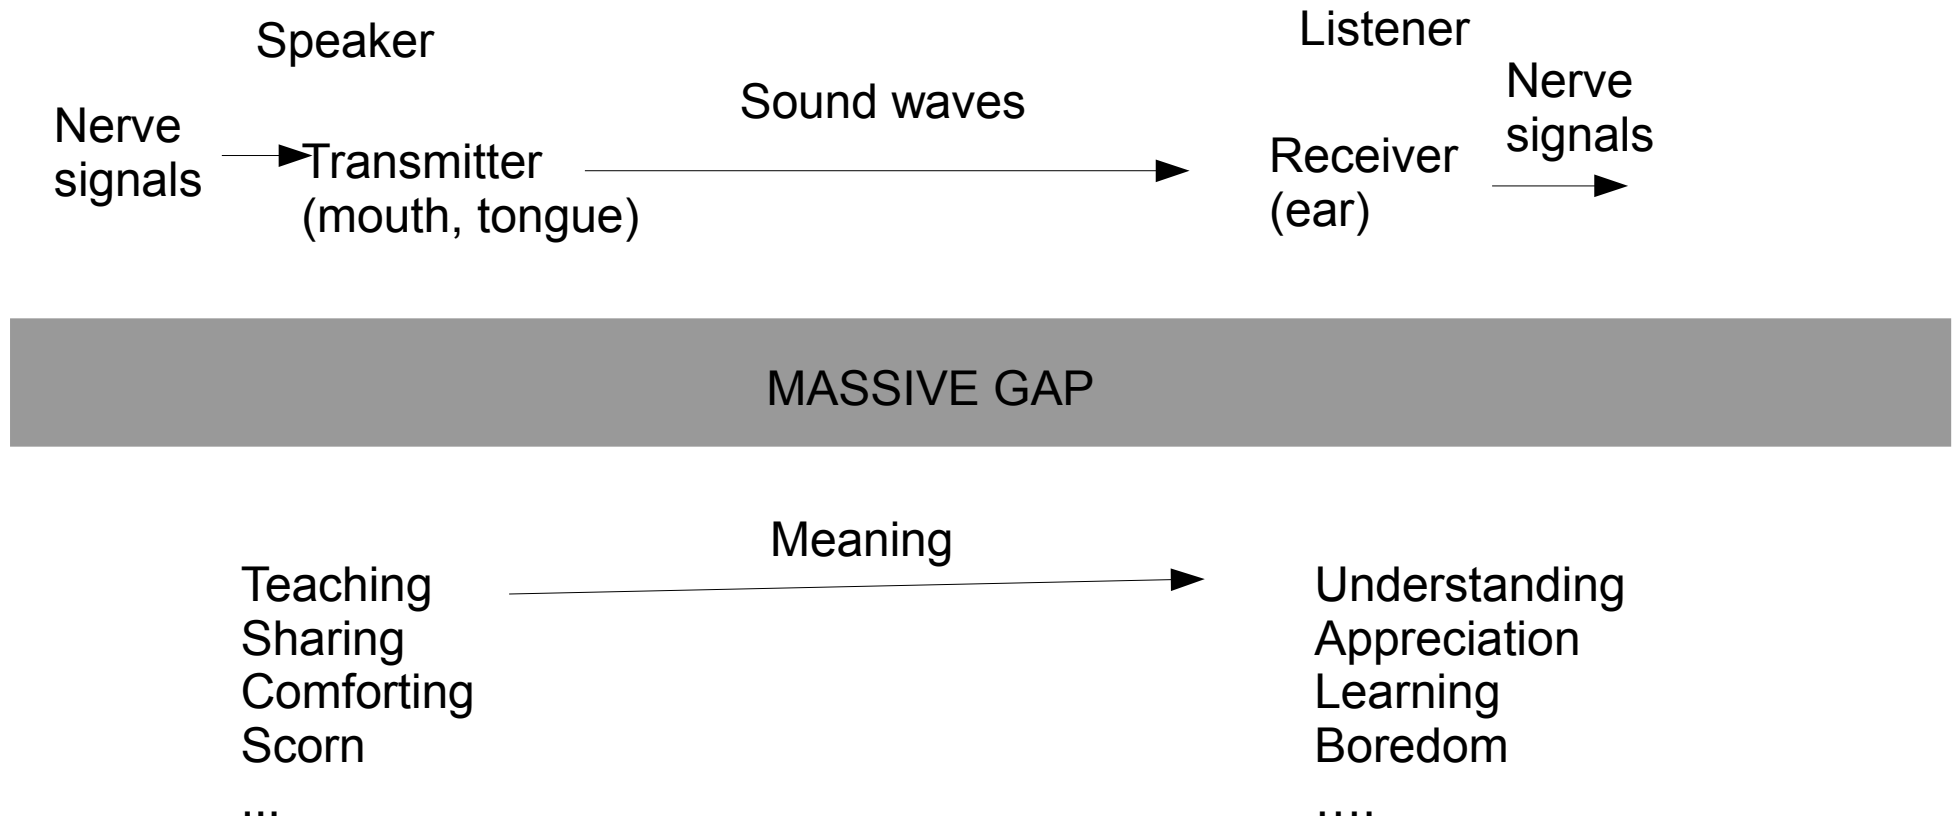 Speaker
Listener
Nerve
signals
Transmitter
(mouth, tongue)
Sound waves
Receiver
(ear)
Nerve
signals
MASSIVE GAP
Meaning
Teaching
Sharing
Comforting
Scorn
...
Understanding
Appreciation
Learning
Boredom
....